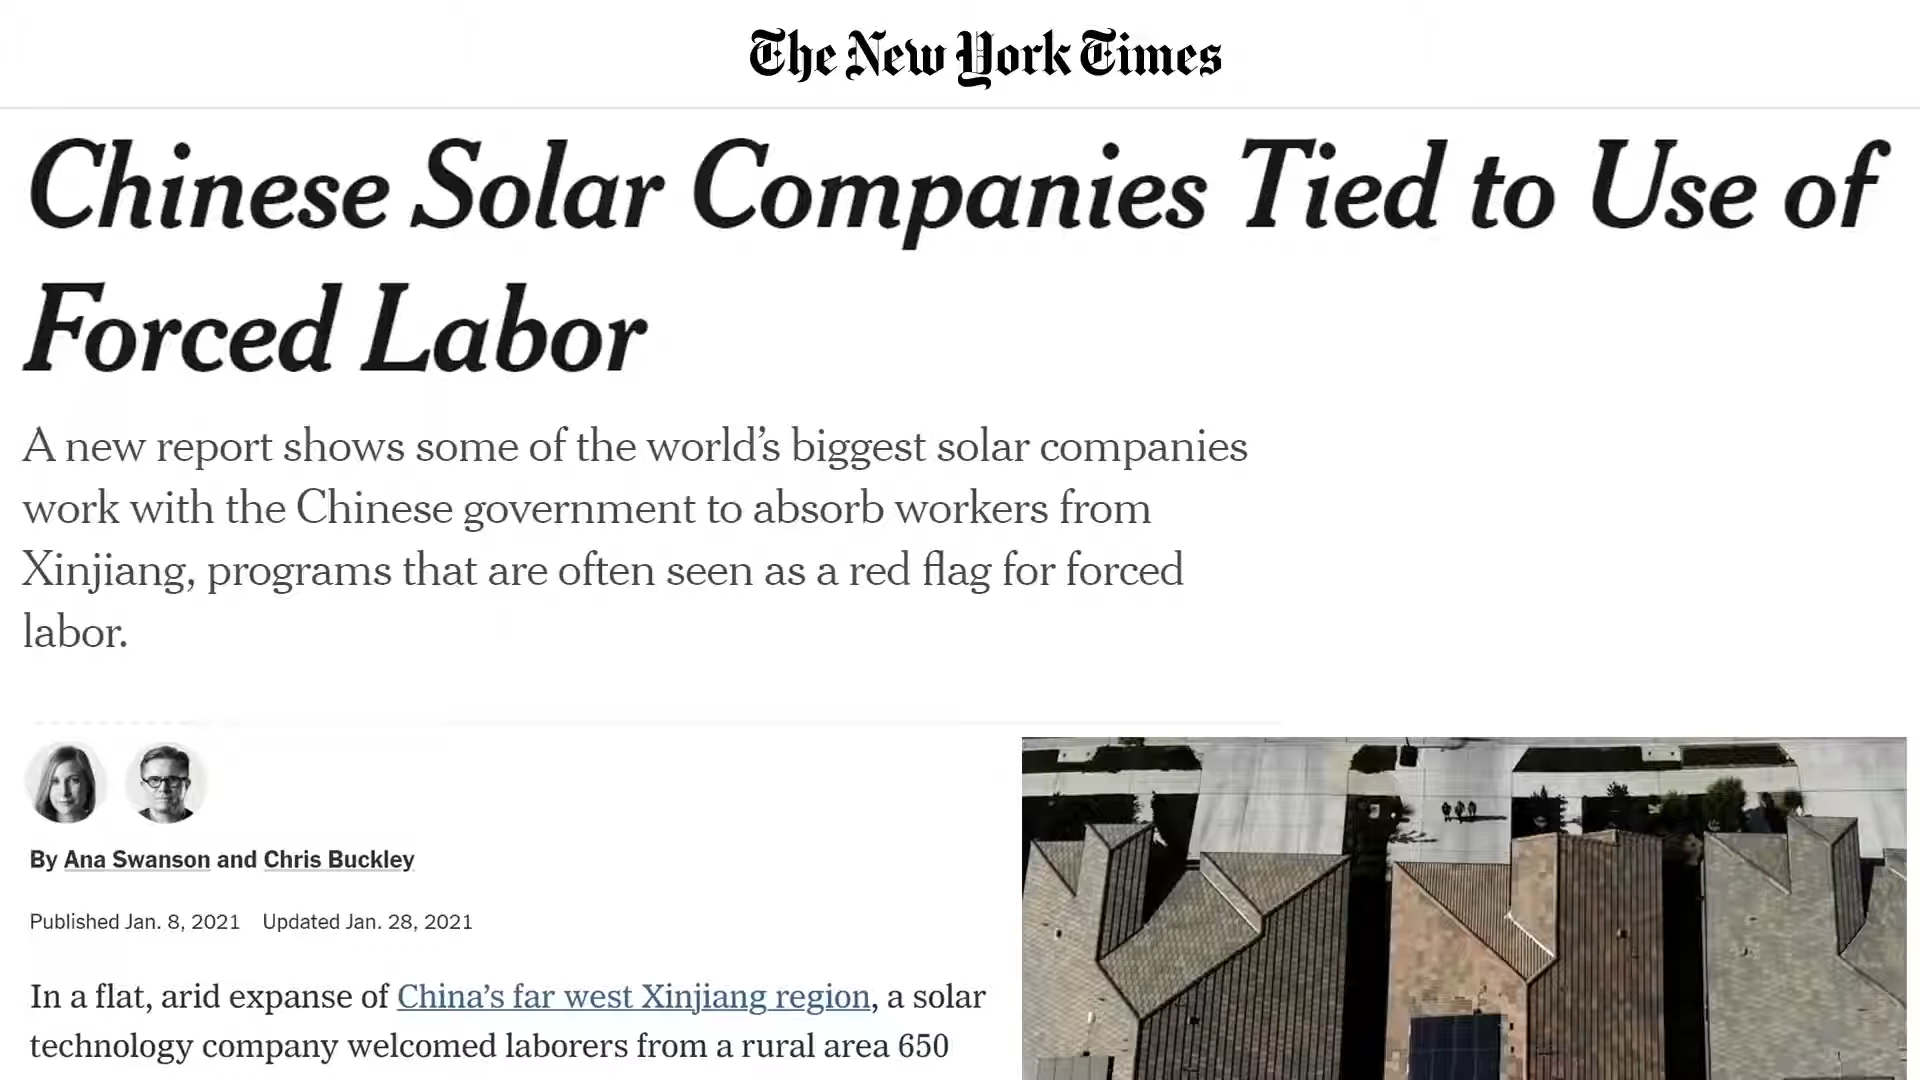 The New York Times
Chinese Solar Companies Tied to Use of
Forced Labor
A new report shows some of the world’s biggest solar companies
work with the Chinese government to absorb workers from
Xinjiang, programs that are often seen as a red flag for forced
labor.
By Ana Swanson and Chris Buckley
Published Jan. 8, 2021 Updated Jan. 28, 2021
In a flat, arid expanse of China’s far west Xinjiang region, a solar
technology company welcomed laborers from a rural area 650